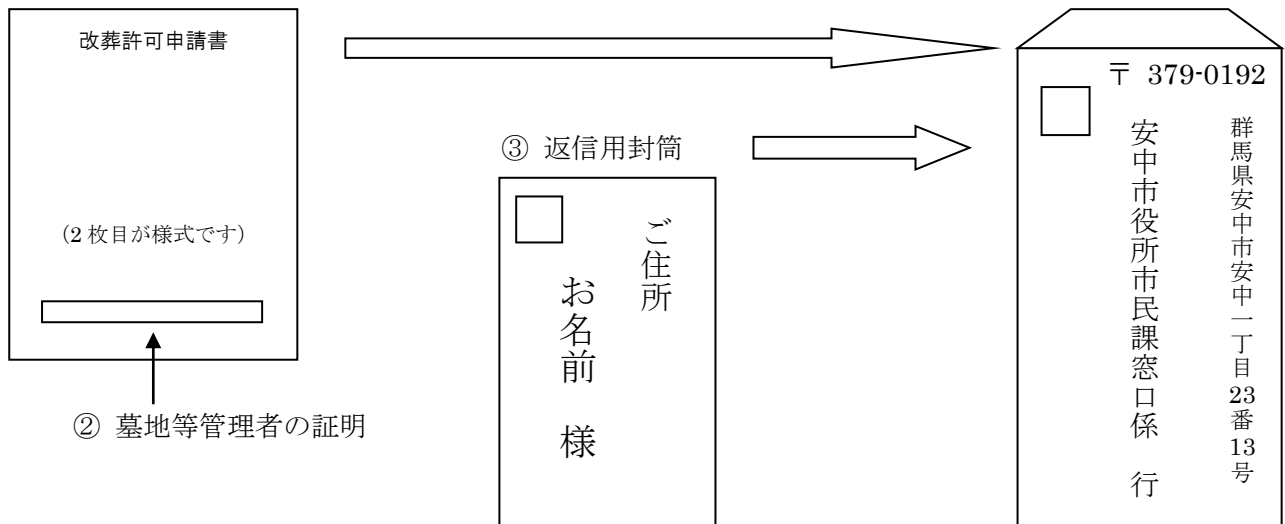 改葬許可申請書
(2枚目が様式です)
② 墓地等管理者の証明
③ 返信用封筒
ご住所
お名前 様
〒 379-0192
群馬県安中市安中一丁目23番13号
安中市役所市民課窓口係 行